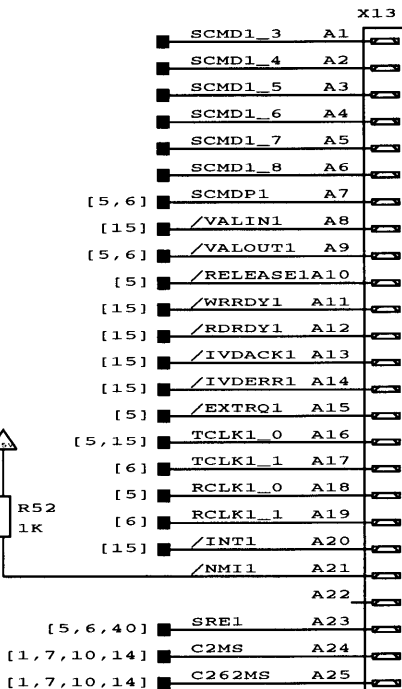 X13
SCMD1_3 A1
SCMD1_4 A2
SCMD1_5 A3
SCMD1_6 A4
SCMD1_7 A5
SCMD1_8 A6
[5,6] SCMDP1 A7
[15] /VALIN1 A8
[5,6] /VALOUT1 A9
[5] /RELEASE1A10
[15] /WRRDY1 A11
[15] /RDRDY1 A12
[15] /IVDACK1 A13
[15] /IVDERR1 A14
[5] /EXTRQ1 A15
[5,15] TCLK1_0 A16
[6] TCLK1_1 A17
[5] RCLK1_0 A18
R52
[6] RCLK1_1 A19
1K
[15] /INT1 A20
/NMI1 A21
A22
[5,6,40] SRE1 A23
[1,7,10,14] C2MS A24
[1,7,10,14] C262MS A25